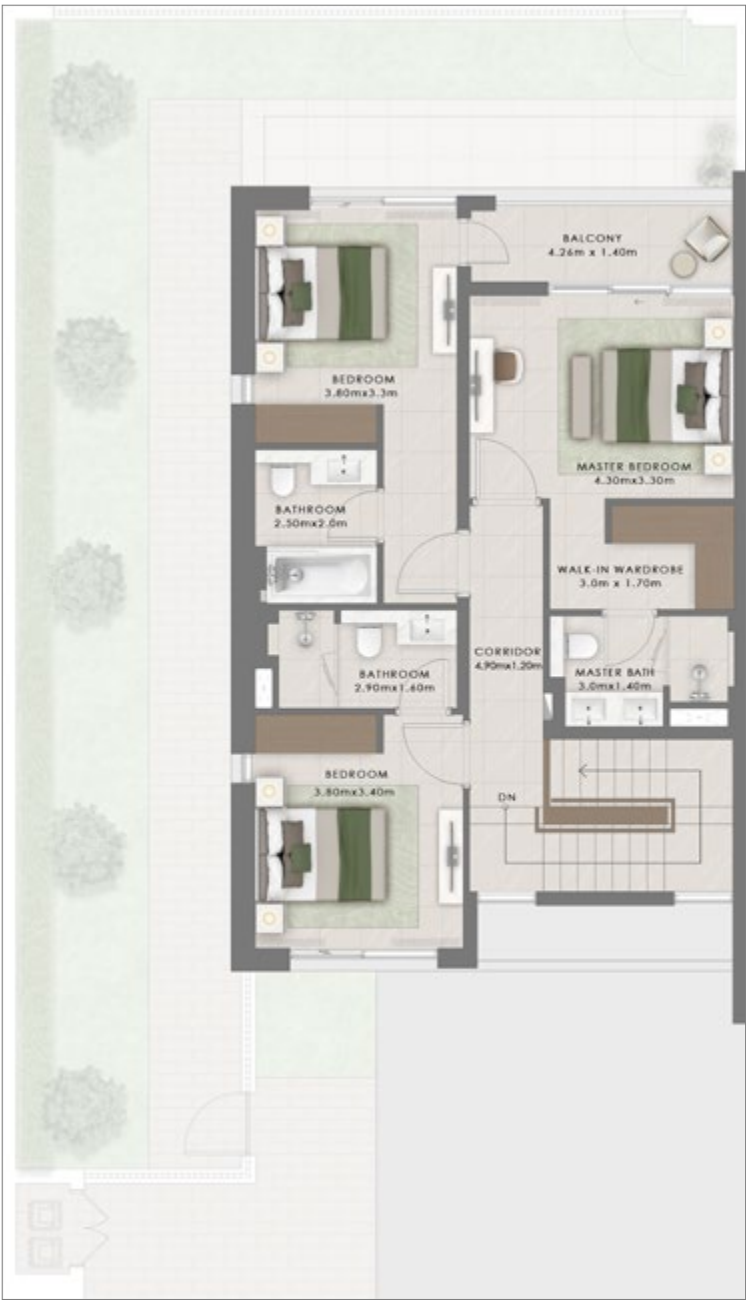 BALCONY
4.26m x 1.40m
BEDROOM
3.80mx3.3m
MASTER BEDROOM
4.30mx3.30m
BATHROOM
2.50mx2.0m
WALK-IN WARDROBE
3.0m x 1.70m
CORRIDOR
4.90mx1.20m
BATHROOM
2.90mx1.60m
MASTER BATH
3.0mx1.40m
BEDROOM
3.80mx3.40m
DN